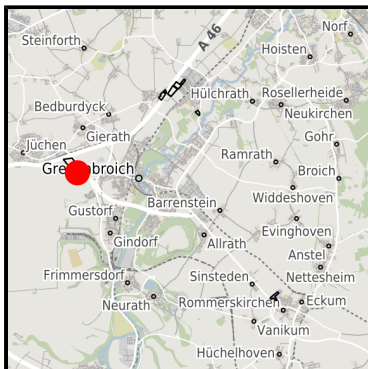 Norf
Steinforth
A 46
Hoisten
Hülchrath
Rosellerheide
Bedburdyck
Neukirchen
Gierath
Gohr
Jüchen
Ramrath
Grevenbroich
Broich
Widdeshoven
Barrenstein
Gustorf
Evinghoven
Gindorf
Allrath
Anstel
Frimmersdorf
Sinsteden
Nettesheim
Neurath
Rommerskirchen
Eckum
Vanikum
Hüchelhoven